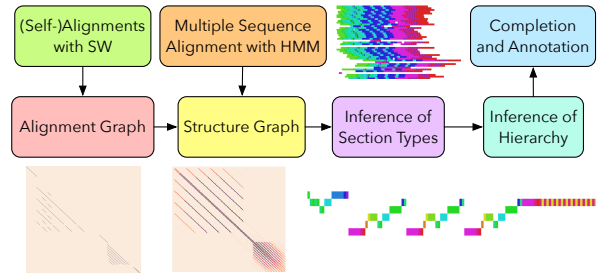 (Self-)Alignments
with SW
Multiple Sequence
Alignment with HMM
Completion
and Annotation
Alignment Graph
Structure Graph
Inference of
Section Types
Inference of
Hierarchy